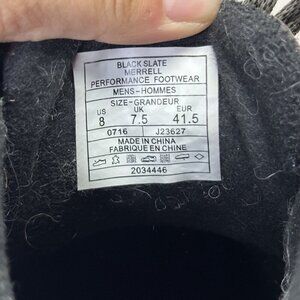 BLACK SLATE
MERRELL
PERFORMANCE FOOTWEAR
MENS-HOMMES
SIZE-GRANDEUR
US UK EUR
8 7.5 41.5
0716 J23627
MADE IN CHINA
FABRIQUE EN CHINE
2034446